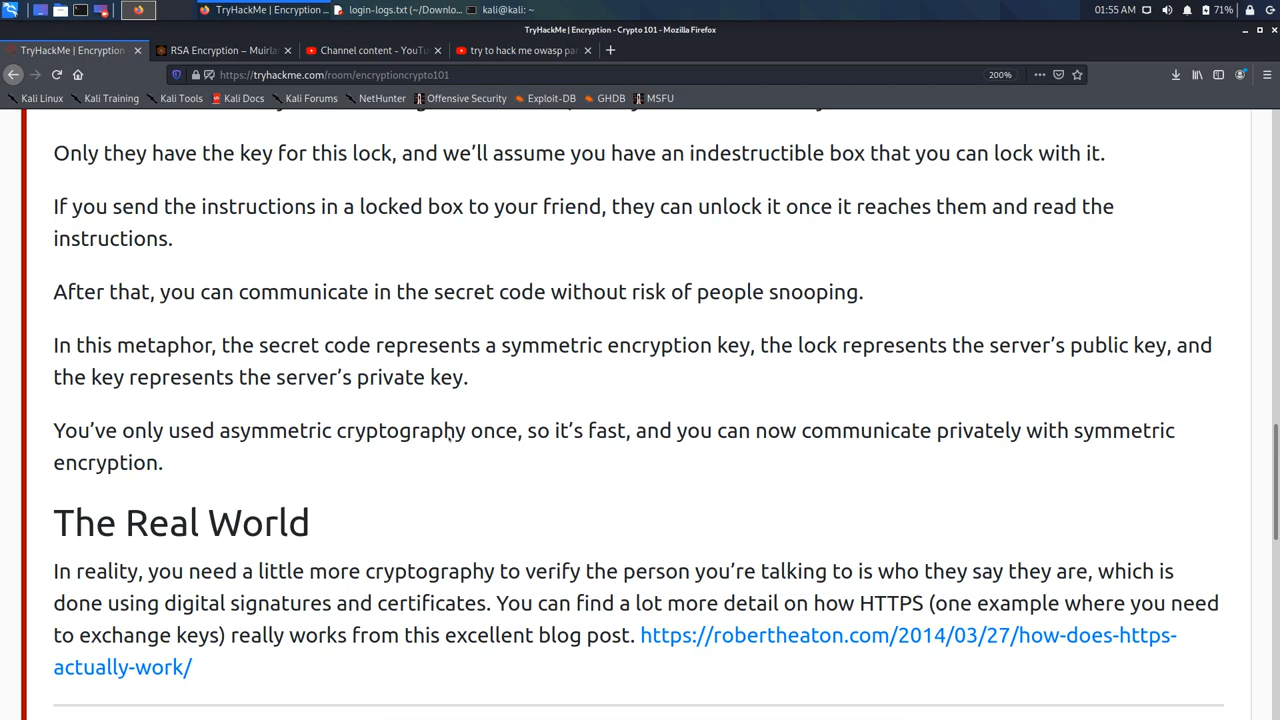 TryHackMe | Encryption ... login-logs.txt (~/Downlo... kali@kali: ~ 01:55 AM 71%
TryHackMe | Encryption - Crypto 101 - Mozilla Firefox
TryHackMe | Encryption RSA Encryption – Muirlan Channel content - YouTu try to hack me owasp par
https://tryhackme.com/room/encryptioncrypto101 200%
Kali Linux Kali Training Kali Tools Kali Docs Kali Forums NetHunter Offensive Security Exploit-DB GHDB MSFU
Only they have the key for this lock, and we’ll assume you have an indestructible box that you can lock with it.
If you send the instructions in a locked box to your friend, they can unlock it once it reaches them and read the
instructions.
After that, you can communicate in the secret code without risk of people snooping.
In this metaphor, the secret code represents a symmetric encryption key, the lock represents the server’s public key, and
the key represents the server’s private key.
You’ve only used asymmetric cryptography once, so it’s fast, and you can now communicate privately with symmetric
encryption.
The Real World
In reality, you need a little more cryptography to verify the person you’re talking to is who they say they are, which is
done using digital signatures and certificates. You can find a lot more detail on how HTTPS (one example where you need
to exchange keys) really works from this excellent blog post. https://robertheaton.com/2014/03/27/how-does-https-
actually-work/